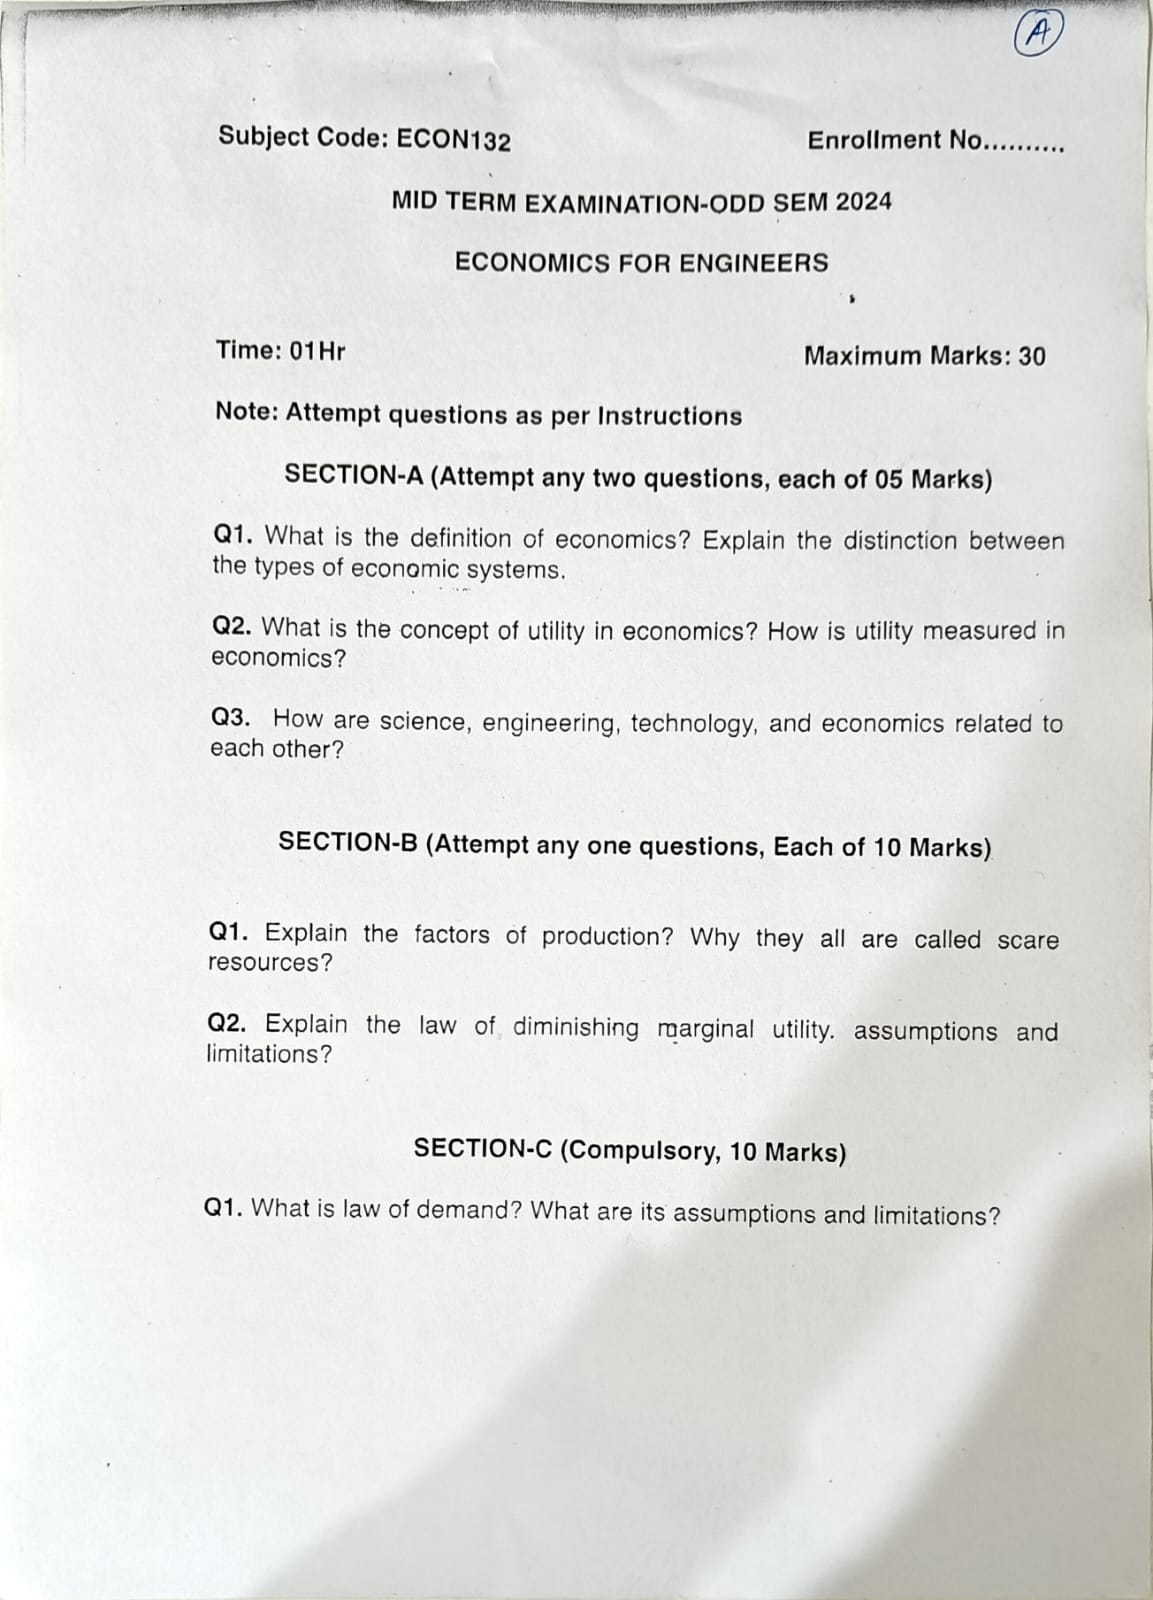 A
Subject Code: ECON132 Enrollment No..........
MID TERM EXAMINATION-ODD SEM 2024
ECONOMICS FOR ENGINEERS
Time: 01Hr Maximum Marks: 30
Note: Attempt questions as per Instructions
SECTION-A (Attempt any two questions, each of 05 Marks)
Q1. What is the definition of economics? Explain the distinction between
the types of economic systems.
Q2. What is the concept of utility in economics? How is utility measured in
economics?
Q3. How are science, engineering, technology, and economics related to
each other?
SECTION-B (Attempt any one questions, Each of 10 Marks)
Q1. Explain the factors of production? Why they all are called scare
resources?
Q2. Explain the law of diminishing marginal utility. assumptions and
limitations?
SECTION-C (Compulsory, 10 Marks)
Q1. What is law of demand? What are its assumptions and limitations?